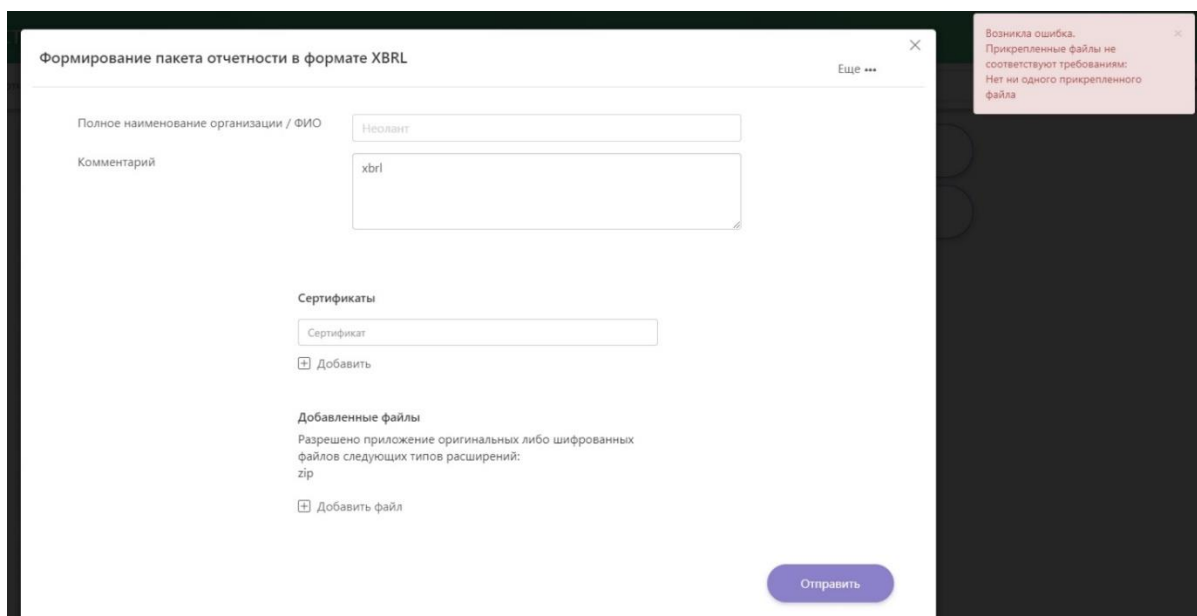 Формирование пакета отчетности в формате XBRL
Еще •••
Возникла ошибка.
Прикрепленные файлы не
соответствуют требованиям:
Нет ни одного прикрепленного
файла
Полное наименование организации / ФИО
Неолант
Комментарий
xbrl
Сертификаты
Сертификат
Добавить
Добавленные файлы
Разрешено приложение оригинальных либо шифрованных
файлов следующих типов расширений:
zip
Добавить файл
Отправить